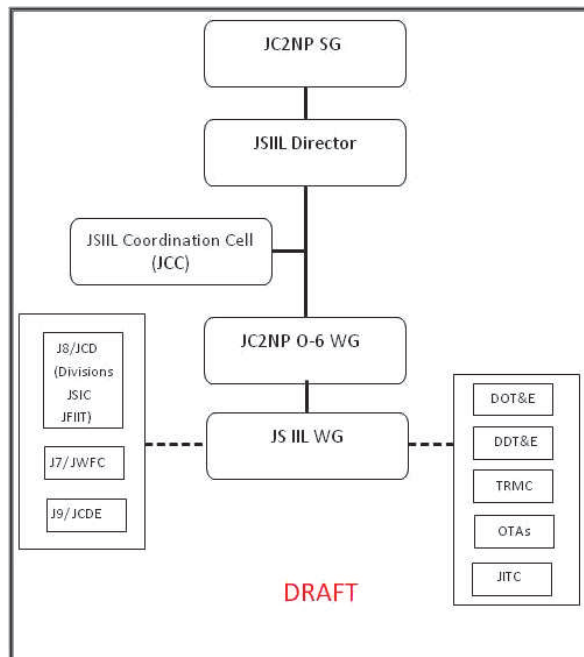 JC2NP SG
JSIIL Director
JSIIL Coordination Cell
(JCC)
JC2NP O-6 WG
J8/JCD
(Divisions
JSIC
JFIIT)
J7/JWFC
J9/JCDE
JS IIL WG
DOT&E
DDT&E
TRMC
OTAs
JITC
DRAFT